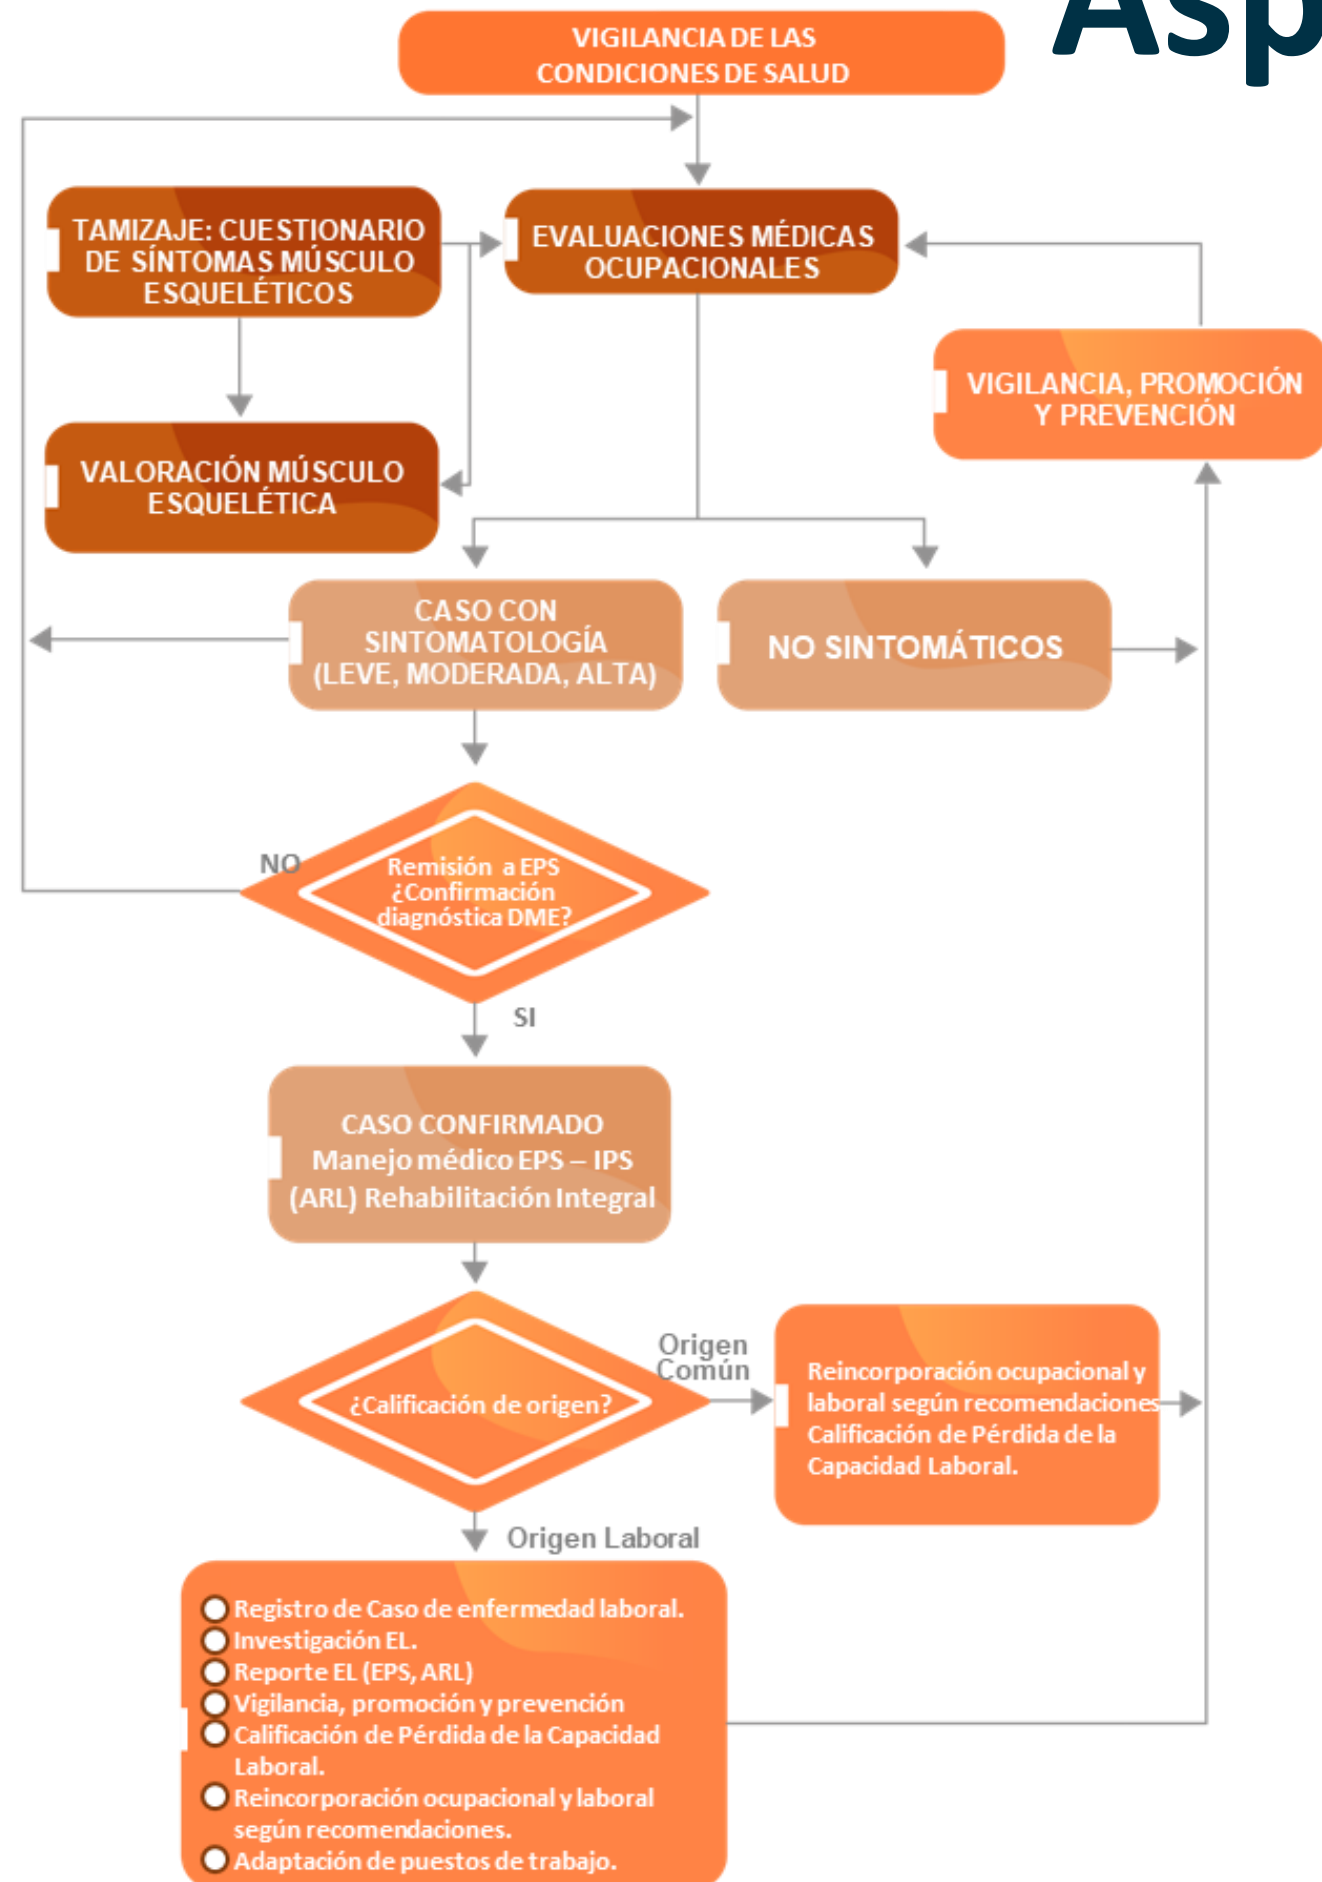 Asp
VIGILANCIA DE LAS
CONDICIONES DE SALUD
TAMIZAJE: CUESTIONARIO
DE SÍNTOMAS MÚSCULO
ESQUELÉTICOS
EVALUACIONES MÉDICAS
OCUPACIONALES
VIGILANCIA, PROMOCIÓN
Y PREVENCIÓN
VALORACIÓN MÚSCULO
ESQUELÉTICA
CASO CON
SINTOMATOLOGÍA
(LEVE, MODERADA, ALTA)
NO SINTOMÁTICOS
NO
Remisión a EPS
¿Confirmación
diagnóstica DME?
SI
CASO CONFIRMADO
Manejo médico EPS – IPS
(ARL) Rehabilitación Integral
¿Calificación de origen?
Origen
Común
Reincorporación ocupacional y
laboral según recomendaciones
Calificación de Pérdida de la
Capacidad Laboral.
Origen Laboral
Registro de Caso de enfermedad laboral.
Investigación EL.
Reporte EL (EPS, ARL)
Vigilancia, promoción y prevención
Calificación de Pérdida de la Capacidad
Laboral.
Reincorporación ocupacional y laboral
según recomendaciones.
Adaptación de puestos de trabajo.